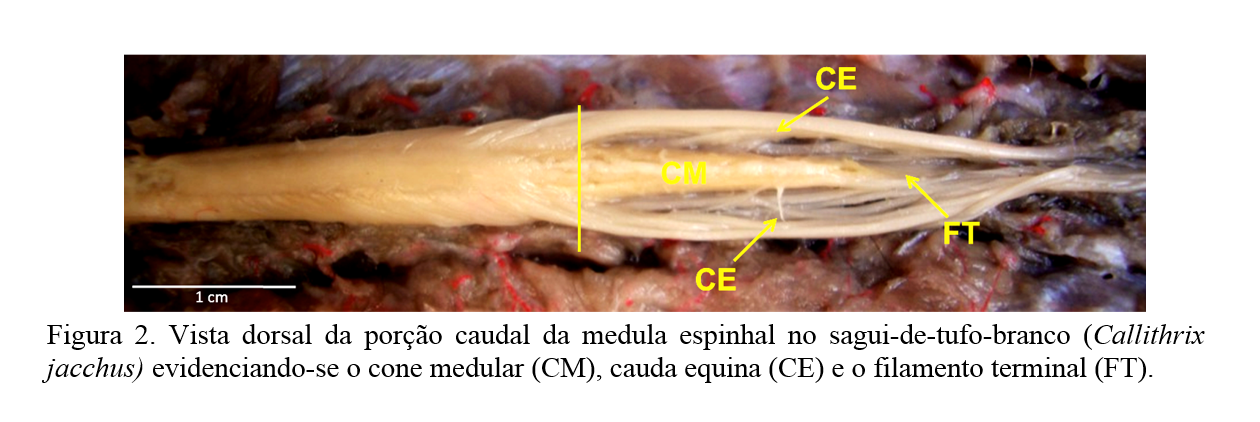 CE
CM
FT
CE
1 cm
Figura 2. Vista dorsal da porção caudal da medula espinhal no sagui-de-tufo-branco (Callithrix
jacchus) evidenciando-se o cone medular (CM), cauda equina (CE) e o filamento terminal (FT).